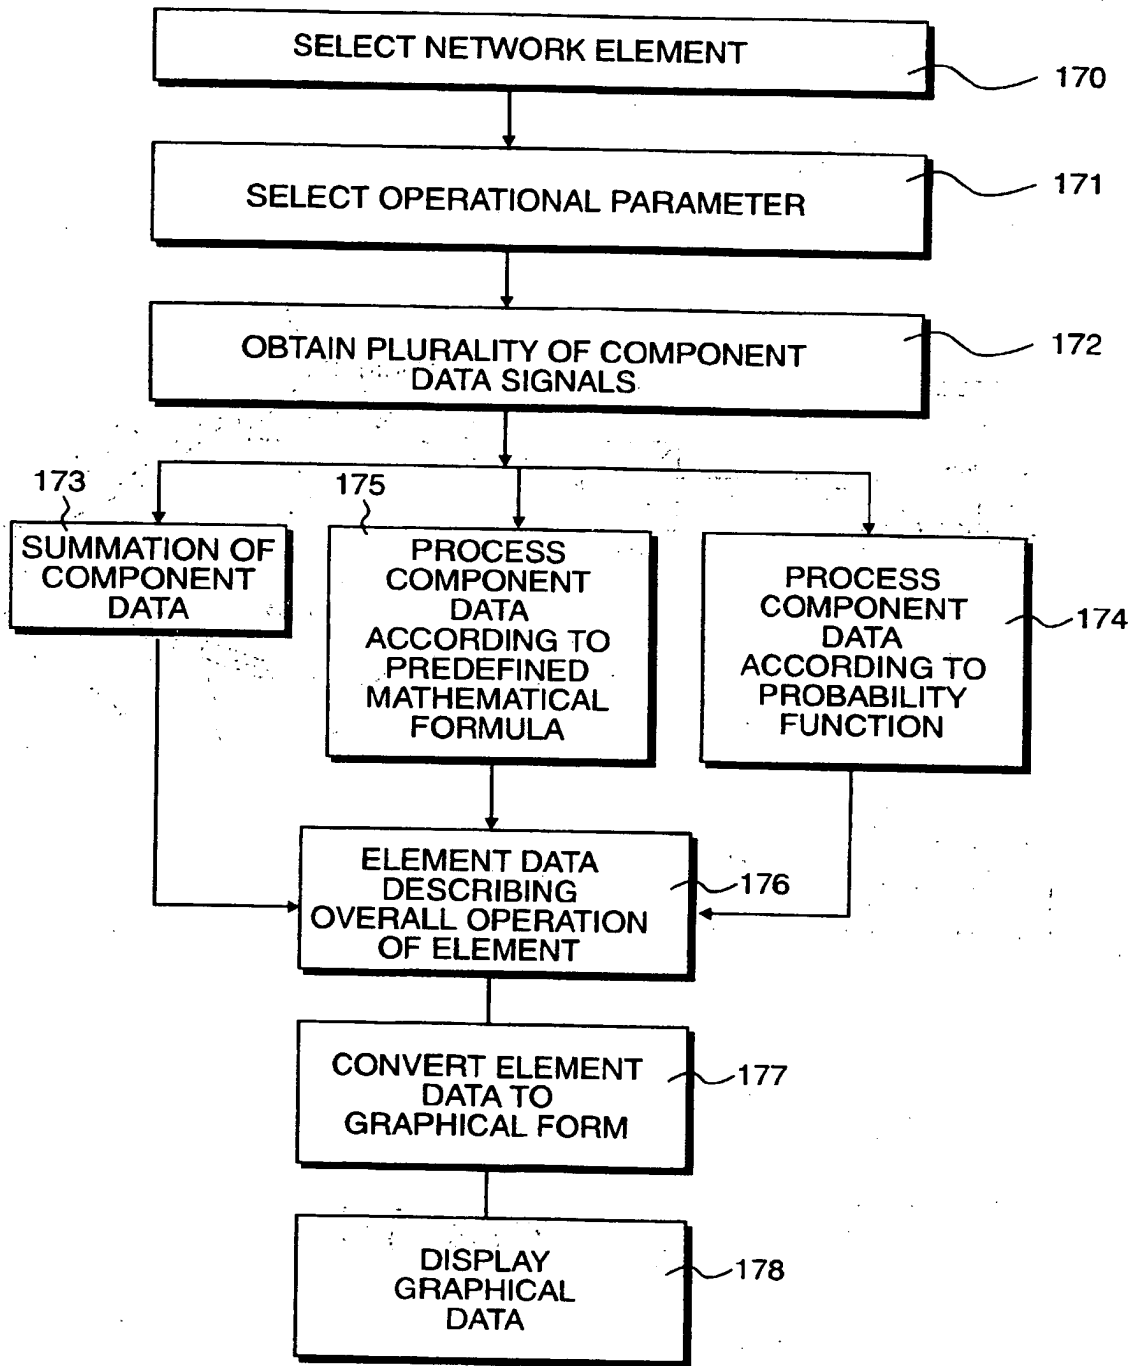 SELECT NETWORK ELEMENT
170
SELECT OPERATIONAL PARAMETER
171
OBTAIN PLURALITY OF COMPONENT
DATA SIGNALS
172
173
SUMMATION OF
COMPONENT
DATA
175
PROCESS
COMPONENT
DATA
ACCORDING TO
PREDEFINED
MATHEMATICAL
FORMULA
PROCESS
COMPONENT
DATA
ACCORDING TO
PROBABILITY
FUNCTION
174
ELEMENT DATA
DESCRIBING
OVERALL OPERATION
OF ELEMENT
176
CONVERT ELEMENT
DATA TO
GRAPHICAL FORM
177
DISPLAY
GRAPHICAL
DATA
178